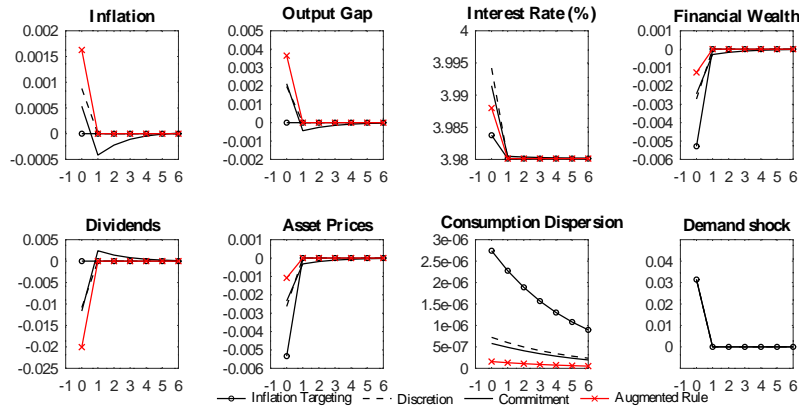 Inflation
0.002
0.0015
0.001
0.0005
0
-0.0005
-1 0 1 2 3 4 5 6
Output Gap
0.005
0.004
0.003
0.002
0.001
0
-0.001
-0.002
-1 0 1 2 3 4 5 6
Interest Rate (%)
4
3.995
3.99
3.985
3.98
-1 0 1 2 3 4 5 6
Financial Wealth
0.001
0
-0.001
-0.002
-0.003
-0.004
-0.005
-0.006
-1 0 1 2 3 4 5 6
Dividends
0.005
0
-0.005
-0.01
-0.015
-0.02
-0.025
-1 0 1 2 3 4 5 6
Asset Prices
0.001
0
-0.001
-0.002
-0.003
-0.004
-0.005
-0.006
-1 0 1 2 3 4 5 6
Consumption Dispersion
3e-06
2.5e-06
2e-06
1.5e-06
1e-06
5e-07
0
-1 0 1 2 3 4 5 6
Demand shock
0.04
0.03
0.02
0.01
0
-0.01
-1 0 1 2 3 4 5 6
Inflation Targeting Discretion Commitment Augmented Rule